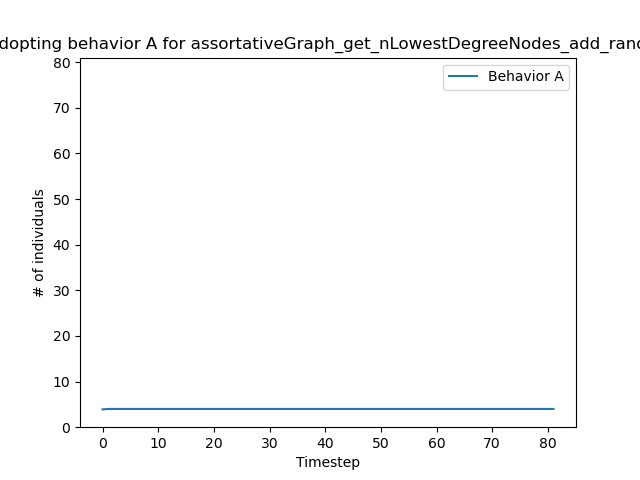 dopting behavior A for assortativeGraph_get_nLowestDegreeNodes_add_rand
Behavior A
80
70
60
50
40
30
20
10
0
# of individuals
0 10 20 30 40 50 60 70 80
Timestep